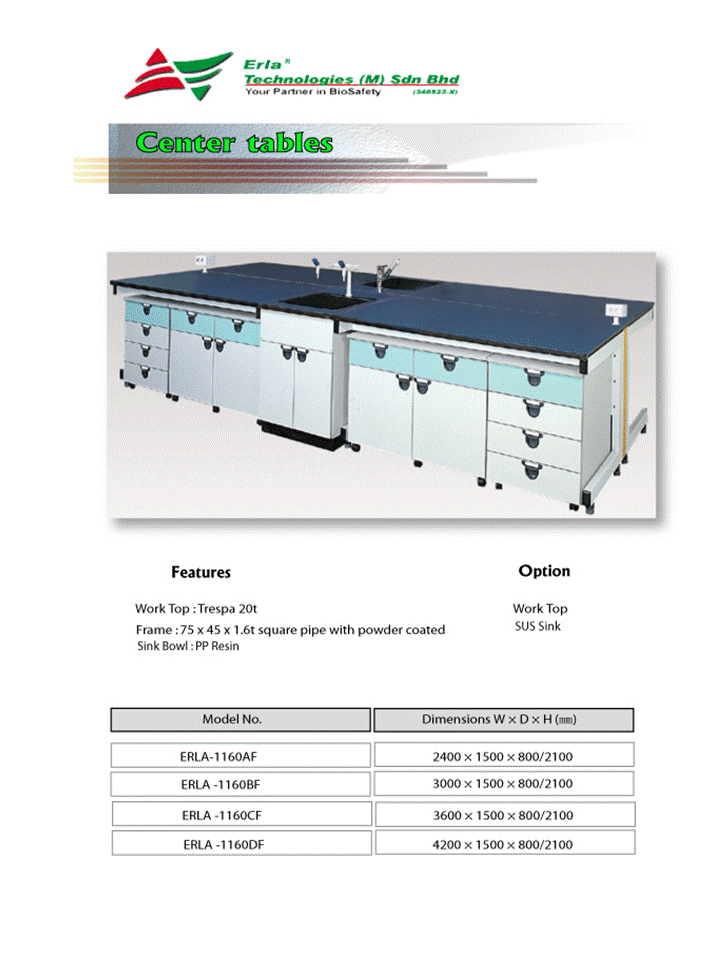 Erla®
Technologies (M) Sdn Bhd
Your Partner in BioSafety (348823-X)
Center tables
Features
Option
Work Top : Trespa 20t
Work Top
Frame : 75 x 45 x 1.6t square pipe with powder coated
SUS Sink
Sink Bowl : PP Resin
Model No. Dimensions W × D × H (㎜)
ERLA-1160AF 2400 × 1500 × 800/2100
ERLA -1160BF 3000 × 1500 × 800/2100
ERLA -1160CF 3600 × 1500 × 800/2100
ERLA -1160DF 4200 × 1500 × 800/2100